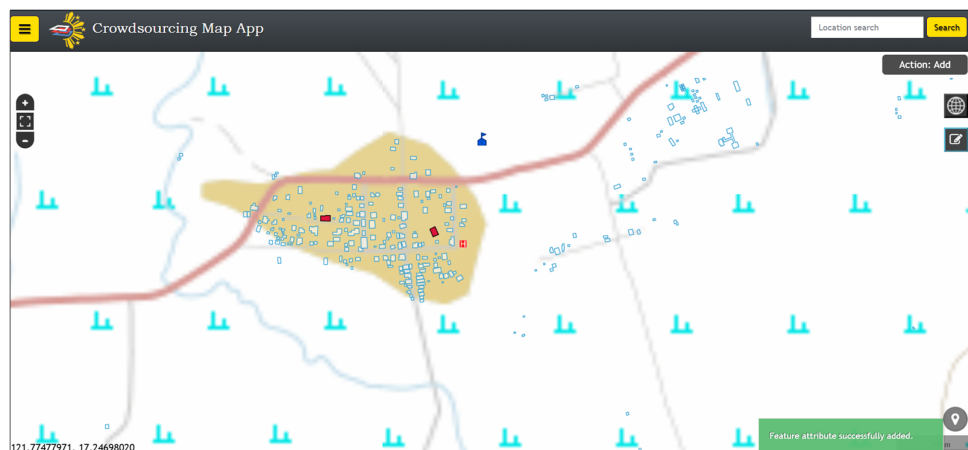 Crowdsourcing Map App
Location search
Search
Action: Add
+
-
H
Feature attribute successfully added.
121.77477971, 17.24698020
m